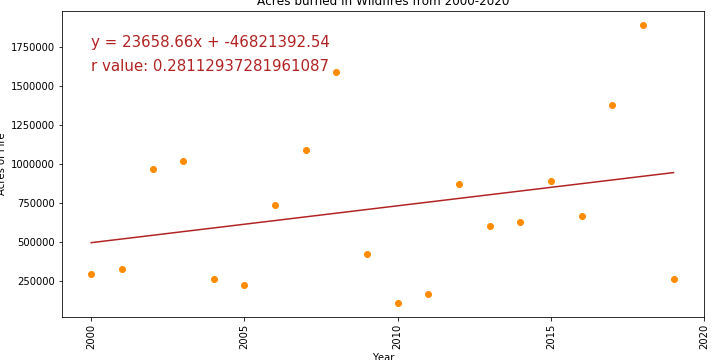 Acres burned in Wildfires from 2000-2020
y = 23658.66x + -46821392.54
r value: 0.28112937281961087
1750000
1500000
1250000
1000000
750000
500000
250000
Acres of Fire
2000
2005
2010
2015
2020
Year